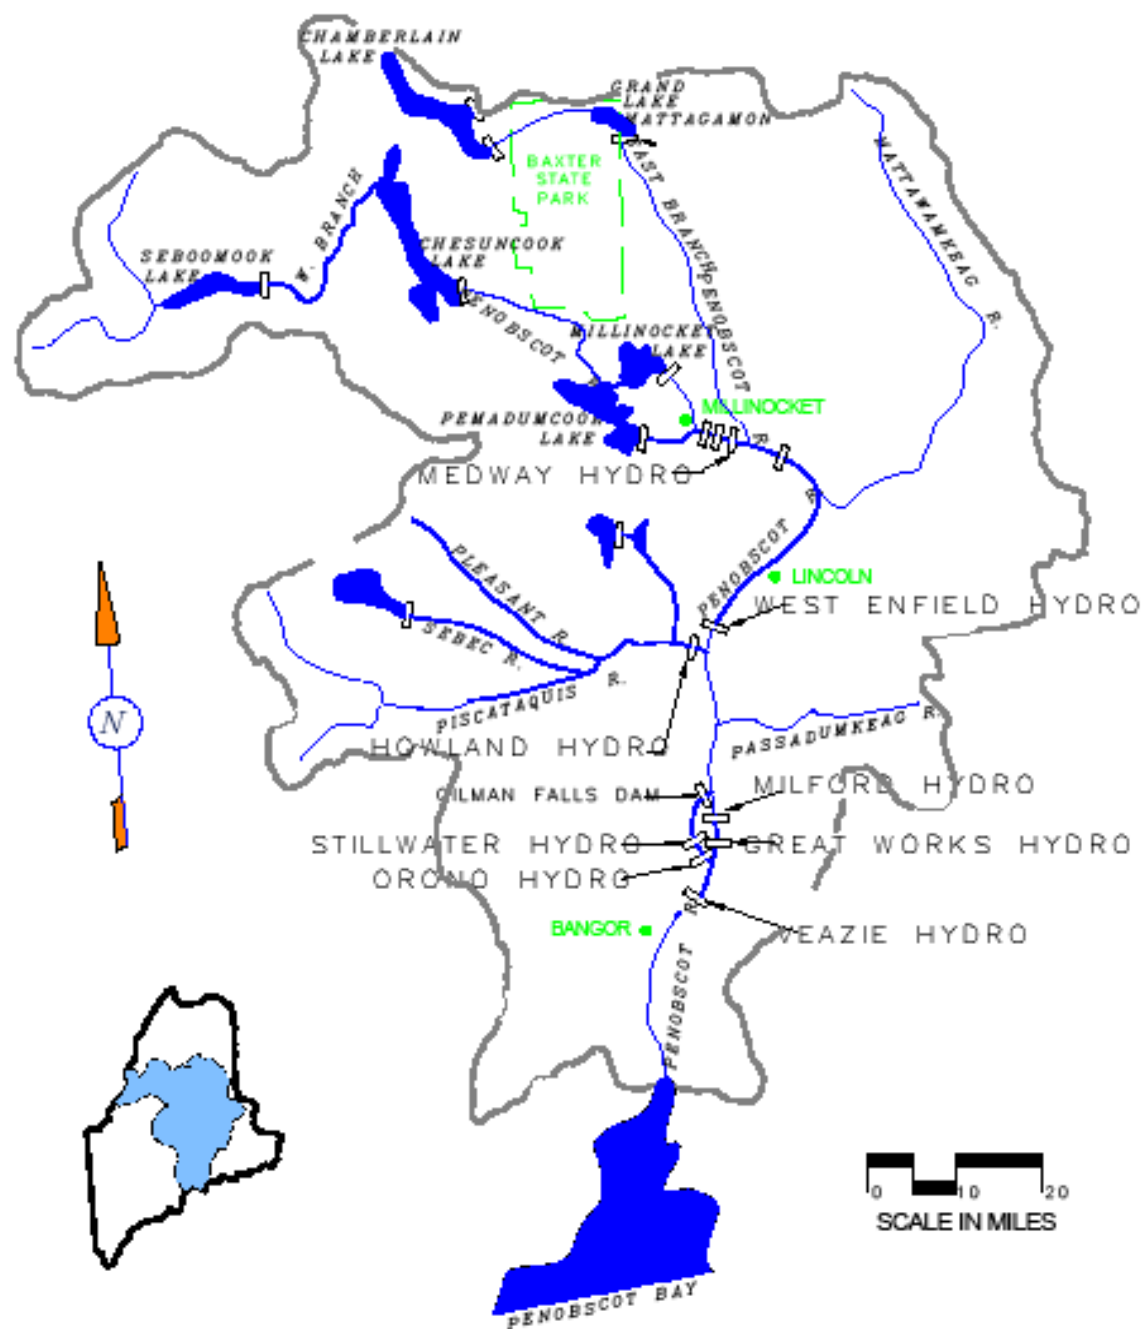 CHAMBERLAIN
LAKE
GRAND
LAKE
MATTAGAMON
BAXTER
STATE
PARK
EAST BRANCH PENOBSCOT R.
MATTAWAMKEAG R.
W. BRANCH
PENOBSCOT R.
SEBOOMOOK
LAKE
CHESUNCOOK
LAKE
MILLINOCKET
LAKE
MILLINOCKET
PEMADUMCOOK
LAKE
MEDWAY HYDRO
PENOBSCOT R.
LINCOLN
WEST ENFIELD HYDRO
PLEASANT R.
SEBEC R.
PISCATAQUIS R.
HOWLAND HYDRO
PASSADUMKEAG R.
N
GILMAN FALLS DAM
MILFORD HYDRO
STILLWATER HYDRO
GREAT WORKS HYDRO
ORONO HYDRO
BANGOR
VEAZIE HYDRO
PENOBSCOT R.
0 10 20
SCALE IN MILES
PENOBSCOT BAY